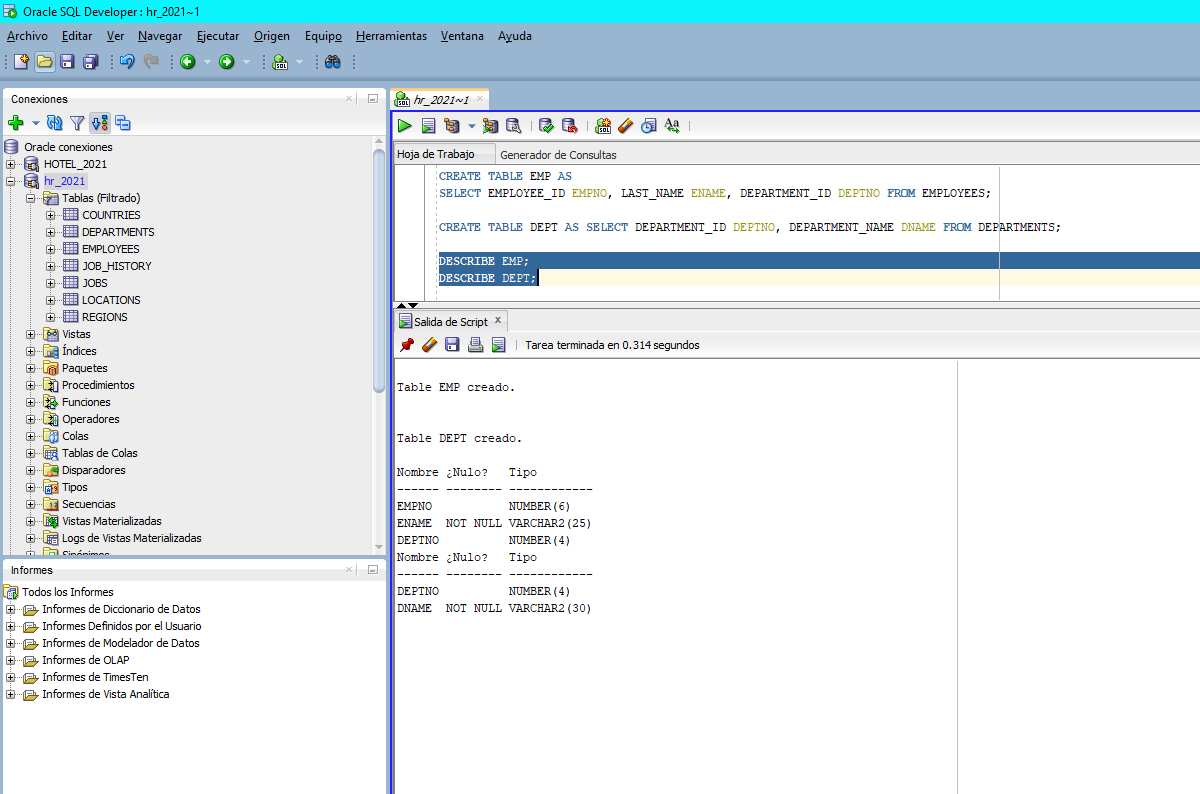 Oracle SQL Developer : hr_2021~1
Archivo Editar Ver Navegar Ejecutar Origen Equipo Herramientas Ventana Ayuda
Conexiones
Oracle conexiones
HOTEL_2021
hr_2021
Tablas (Filtrado)
COUNTRIES
DEPARTMENTS
EMPLOYEES
JOB_HISTORY
JOBS
LOCATIONS
REGIONS
Vistas
Índices
Paquetes
Procedimientos
Funciones
Operadores
Colas
Tablas de Colas
Disparadores
Tipos
Secuencias
Vistas Materializadas
Logs de Vistas Materializadas
Sinónimos
Informes
Todos los Informes
Informes de Diccionario de Datos
Informes Definidos por el Usuario
Informes de Modelador de Datos
Informes de OLAP
Informes de TimesTen
Informes de Vista Analítica
hr_2021~1
Hoja de Trabajo Generador de Consultas
CREATE TABLE EMP AS
SELECT EMPLOYEE_ID EMPNO, LAST_NAME ENAME, DEPARTMENT_ID DEPTNO FROM EMPLOYEES;
CREATE TABLE DEPT AS SELECT DEPARTMENT_ID DEPTNO, DEPARTMENT_NAME DNAME FROM DEPARTMENTS;
DESCRIBE EMP;
DESCRIBE DEPT;
Salida de Script
Tarea terminada en 0.314 segundos
Table EMP creado.
Table DEPT creado.
Nombre ¿Nulo? Tipo
------ -------- ------------
EMPNO NUMBER(6)
ENAME NOT NULL VARCHAR2(25)
DEPTNO NUMBER(4)
Nombre ¿Nulo? Tipo
------ -------- ------------
DEPTNO NUMBER(4)
DNAME NOT NULL VARCHAR2(30)